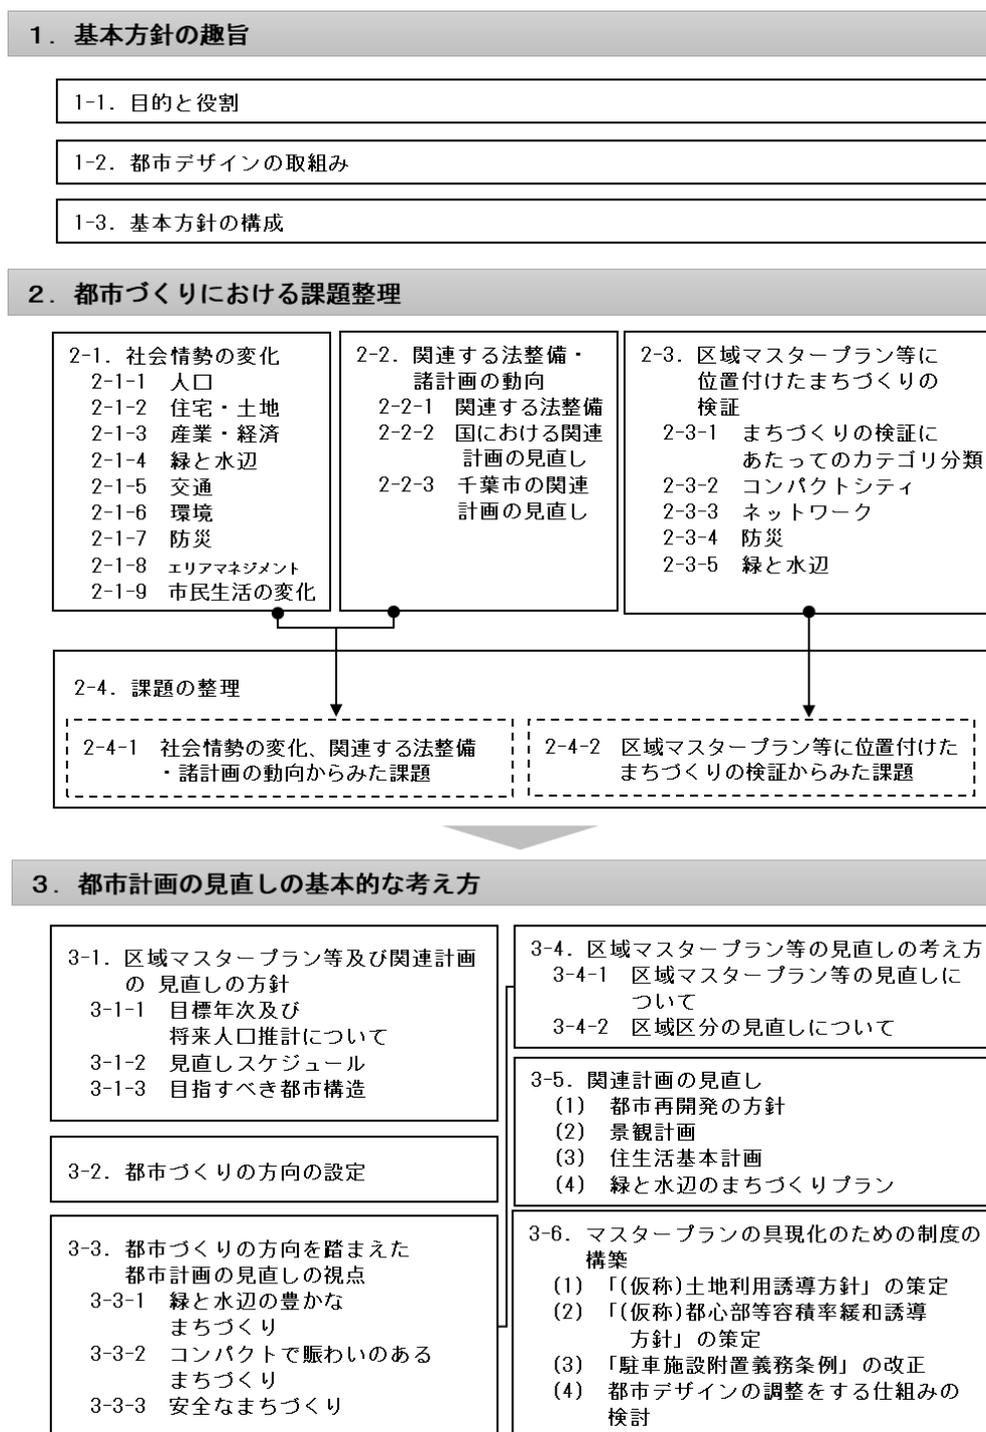 1．基本方針の趣旨
1-1．目的と役割
1-2．都市デザインの取組み
1-3．基本方針の構成
2．都市づくりにおける課題整理
2-1．社会情勢の変化
2-1-1　人口
2-1-2　住宅・土地
2-1-3　産業・経済
2-1-4　緑と水辺
2-1-5　交通
2-1-6　環境
2-1-7　防災
2-1-8　エリアマネジメント
2-1-9　市民生活の変化
2-2．関連する法整備・
諸計画の動向
2-2-1　関連する法整備
2-2-2　国における関連
計画の見直し
2-2-3　千葉市の関連
計画の見直し
2-3．区域マスタープラン等に
位置付けたまちづくりの
検証
2-3-1　まちづくりの検証に
あたってのカテゴリ分類
2-3-2　コンパクトシティ
2-3-3　ネットワーク
2-3-4　防災
2-3-5　緑と水辺
2-4．課題の整理
2-4-1　社会情勢の変化、関連する法整備
・諸計画の動向からみた課題
2-4-2　区域マスタープラン等に位置付けた
まちづくりの検証からみた課題
3．都市計画の見直しの基本的な考え方
3-1．区域マスタープラン等及び関連計画
の 見直しの方針
3-1-1　目標年次及び
将来人口推計について
3-1-2　見直しスケジュール
3-1-3　目指すべき都市構造
3-2．都市づくりの方向の設定
3-3．都市づくりの方向を踏まえた
都市計画の見直しの視点
3-3-1　緑と水辺の豊かな
まちづくり
3-3-2　コンパクトで賑わいのある
まちづくり
3-3-3　安全なまちづくり
3-4．区域マスタープラン等の見直しの考え方
3-4-1　区域マスタープラン等の見直しに
ついて
3-4-2　区域区分の見直しについて
3-5．関連計画の見直し
(1)　都市再開発の方針
(2)　景観計画
(3)　住生活基本計画
(4)　緑と水辺のまちづくりプラン
3-6．マスタープランの具現化のための制度の
構築
(1)　「(仮称)土地利用誘導方針」の策定
(2)　「(仮称)都心部等容積率緩和誘導
方針」の策定
(3)　「駐車施設附置義務条例」の改正
(4)　都市デザインの調整をする仕組みの
検討